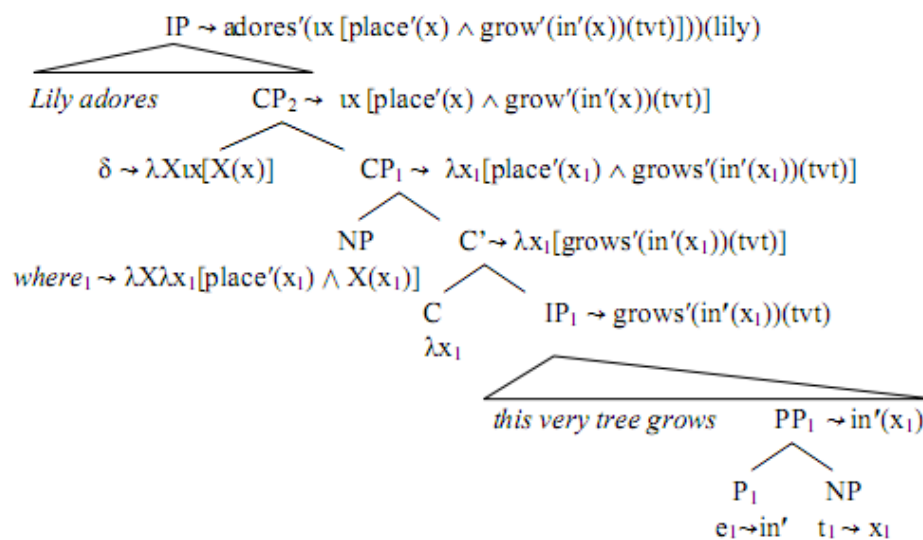 IP → adores′(ιx [place′(x) ∧ grow′(in′(x))(tvt)]))(lily)
Lily adores CP₂ → ιx [place′(x) ∧ grow′(in′(x))(tvt)]
δ → λXιx[X(x)] CP₁ → λx₁[place′(x₁) ∧ grows′(in′(x₁))(tvt)]
NP C’→ λx₁[grows′(in′(x₁))(tvt)]
where₁ → λXλx₁[place′(x₁) ∧ X(x₁)]
C IP₁ → grows′(in′(x₁))(tvt)
λx₁
this very tree grows PP₁ → in′(x₁)
P₁ NP
e₁→in′ t₁ → x₁